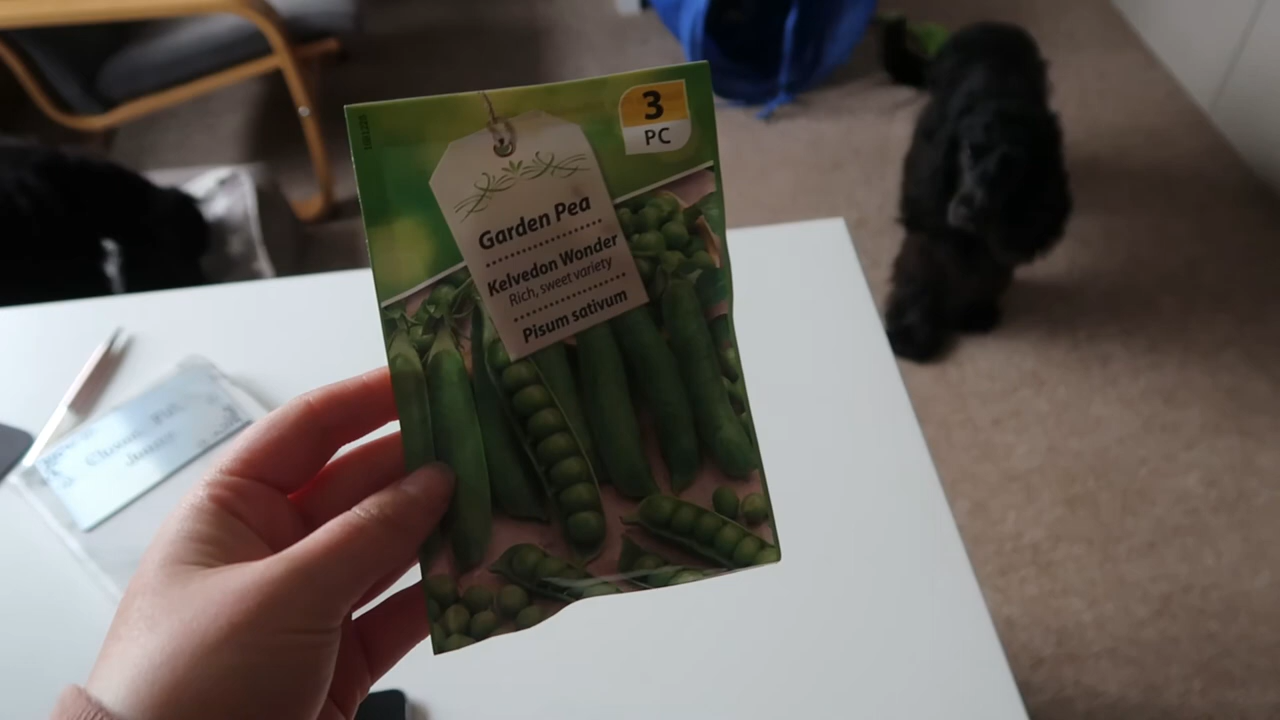 3
PC
Garden Pea
Kelvedon Wonder
Rich, sweet variety
Pisum sativum